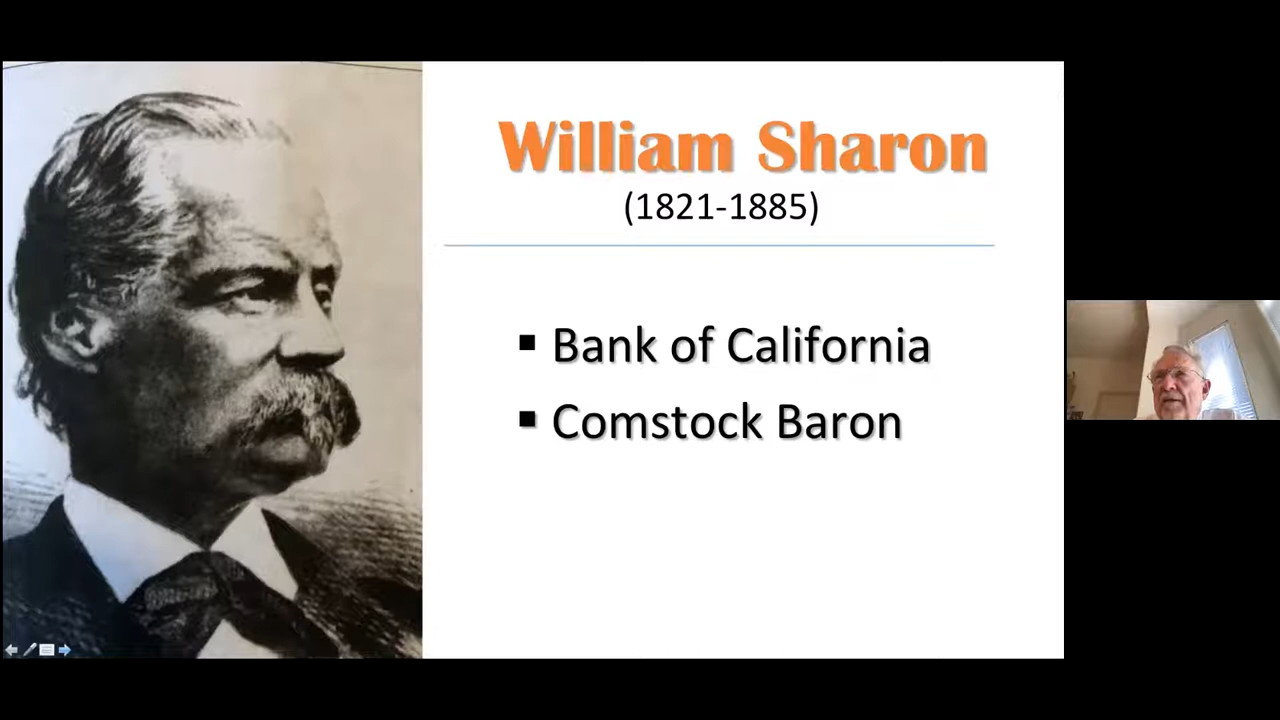 William Sharon
(1821-1885)
▪ Bank of California
▪ Comstock Baron